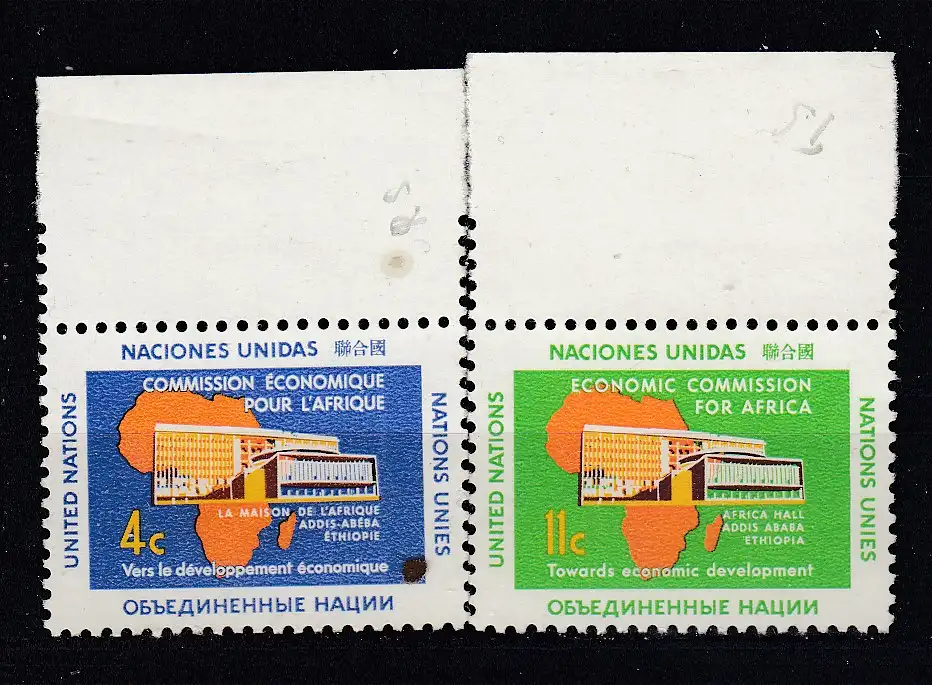 NACIONES UNIDAS 聯合國
UNITED NATIONS
COMMISSION ÉCONOMIQUE
POUR L'AFRIQUE
LA MAISON DE L'AFRIQUE
ADDIS-ABÉBA
ÉTHIOPIE
4c
Vers le développement économique
NATIONS UNIES
ОБЪЕДИНЕННЫЕ НАЦИИ
NACIONES UNIDAS 聯合國
UNITED NATIONS
ECONOMIC COMMISSION
FOR AFRICA
AFRICA HALL
ADDIS ABABA
ETHIOPIA
11c
Towards economic development
NATIONS UNIES
ОБЪЕДИНЕННЫЕ НАЦИИ